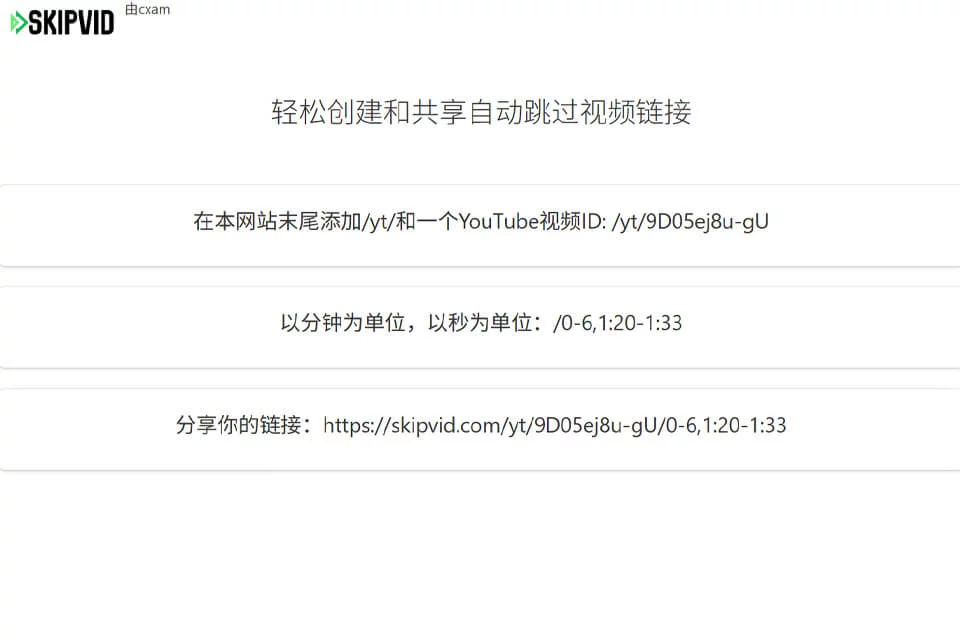 SKIPVID
由cxam
轻松创建和共享自动跳过视频链接
在本网站末尾添加/yt/和一个YouTube视频ID: /yt/9D05ej8u-gU
以分钟为单位，以秒为单位：/0-6,1:20-1:33
分享你的链接：https://skipvid.com/yt/9D05ej8u-gU/0-6,1:20-1:33